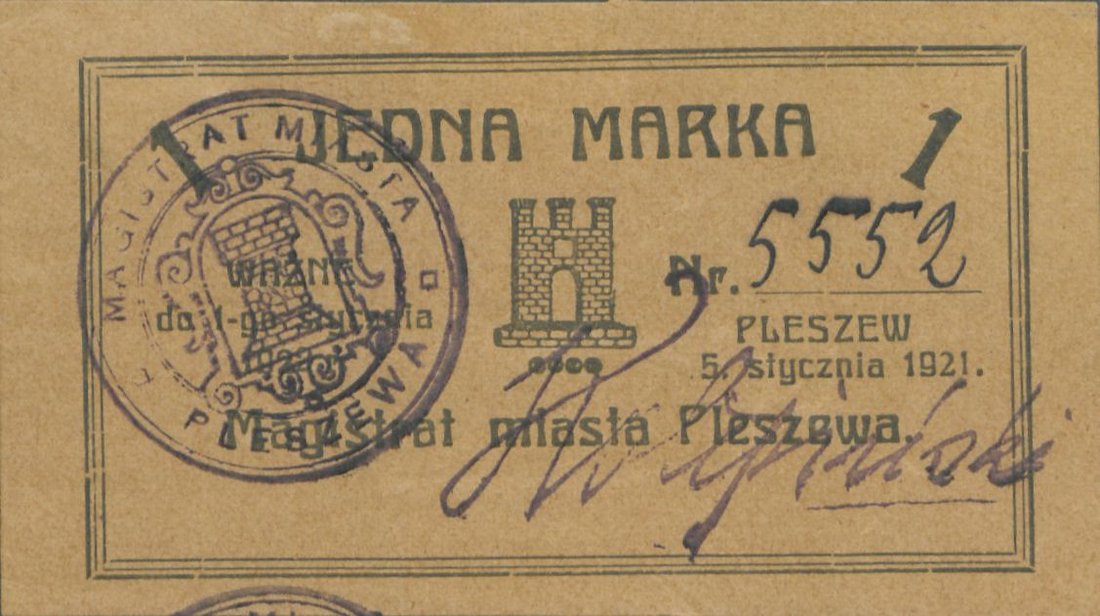 1 JEDNA MARKA 1
MAGISTRAT MIASTA
PLESZEWA
WAŻNE
do 1-go stycznia
Nr. 5552
PLESZEW
5. stycznia 1921.
Magistrat miasta Pleszewa.